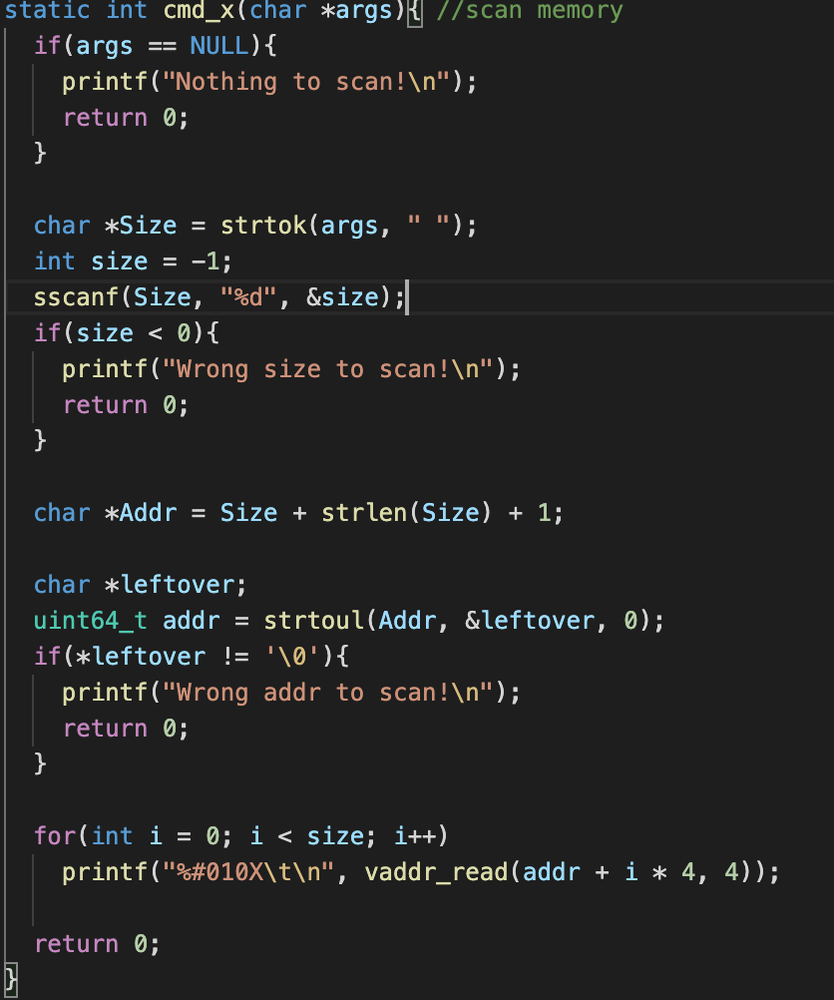 static int cmd_x(char *args){ //scan memory
  if(args == NULL){
    printf("Nothing to scan!\n");
    return 0;
  }

  char *Size = strtok(args, " ");
  int size = -1;
  sscanf(Size, "%d", &size);
  if(size < 0){
    printf("Wrong size to scan!\n");
    return 0;
  }

  char *Addr = Size + strlen(Size) + 1;

  char *leftover;
  uint64_t addr = strtoul(Addr, &leftover, 0);
  if(*leftover != '\0'){
    printf("Wrong addr to scan!\n");
    return 0;
  }

  for(int i = 0; i < size; i++)
    printf("%#010X\t\n", vaddr_read(addr + i * 4, 4));

  return 0;
}